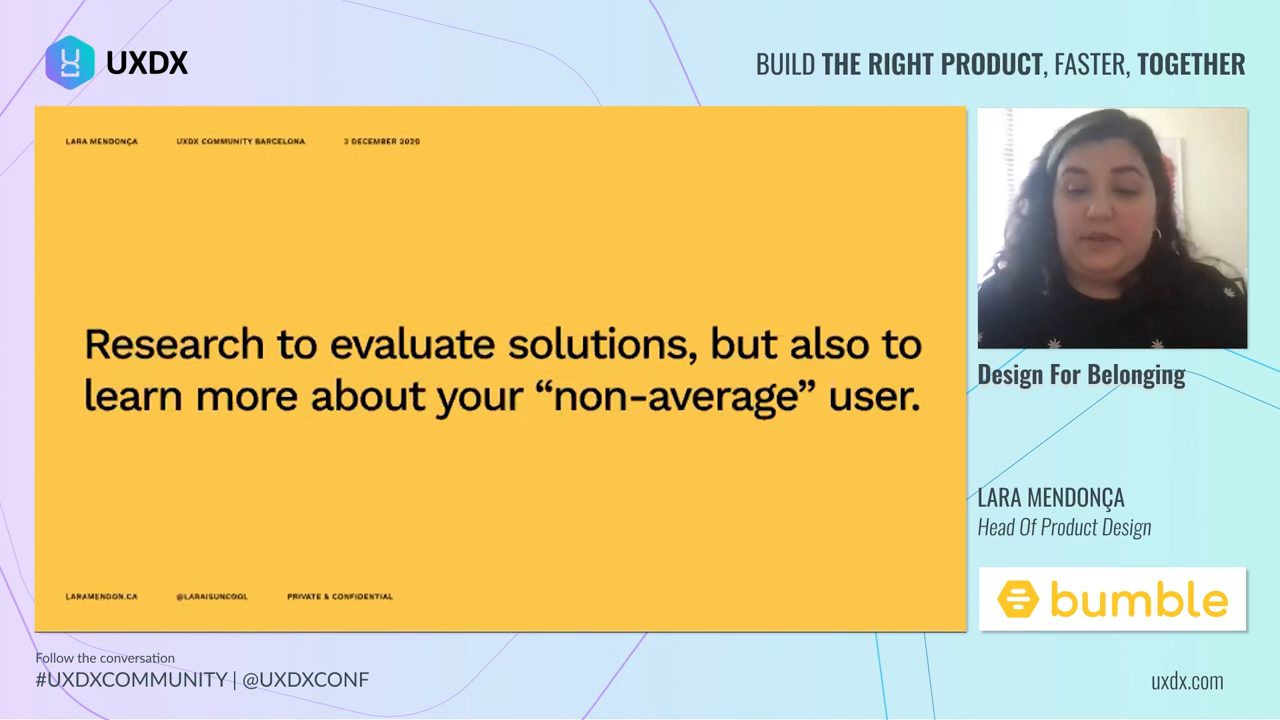 UXDX
BUILD THE RIGHT PRODUCT, FASTER, TOGETHER
LARA MENDONÇA
UXDX COMMUNITY BARCELONA
3 DECEMBER 2020
Research to evaluate solutions, but also to
learn more about your “non-average” user.
LARAMENDON.CA
@LARAISUNCOOL
PRIVATE & CONFIDENTIAL
Design For Belonging
LARA MENDONÇA
Head Of Product Design
bumble
Follow the conversation
#UXDXCOMMUNITY | @UXDXCONF
uxdx.com